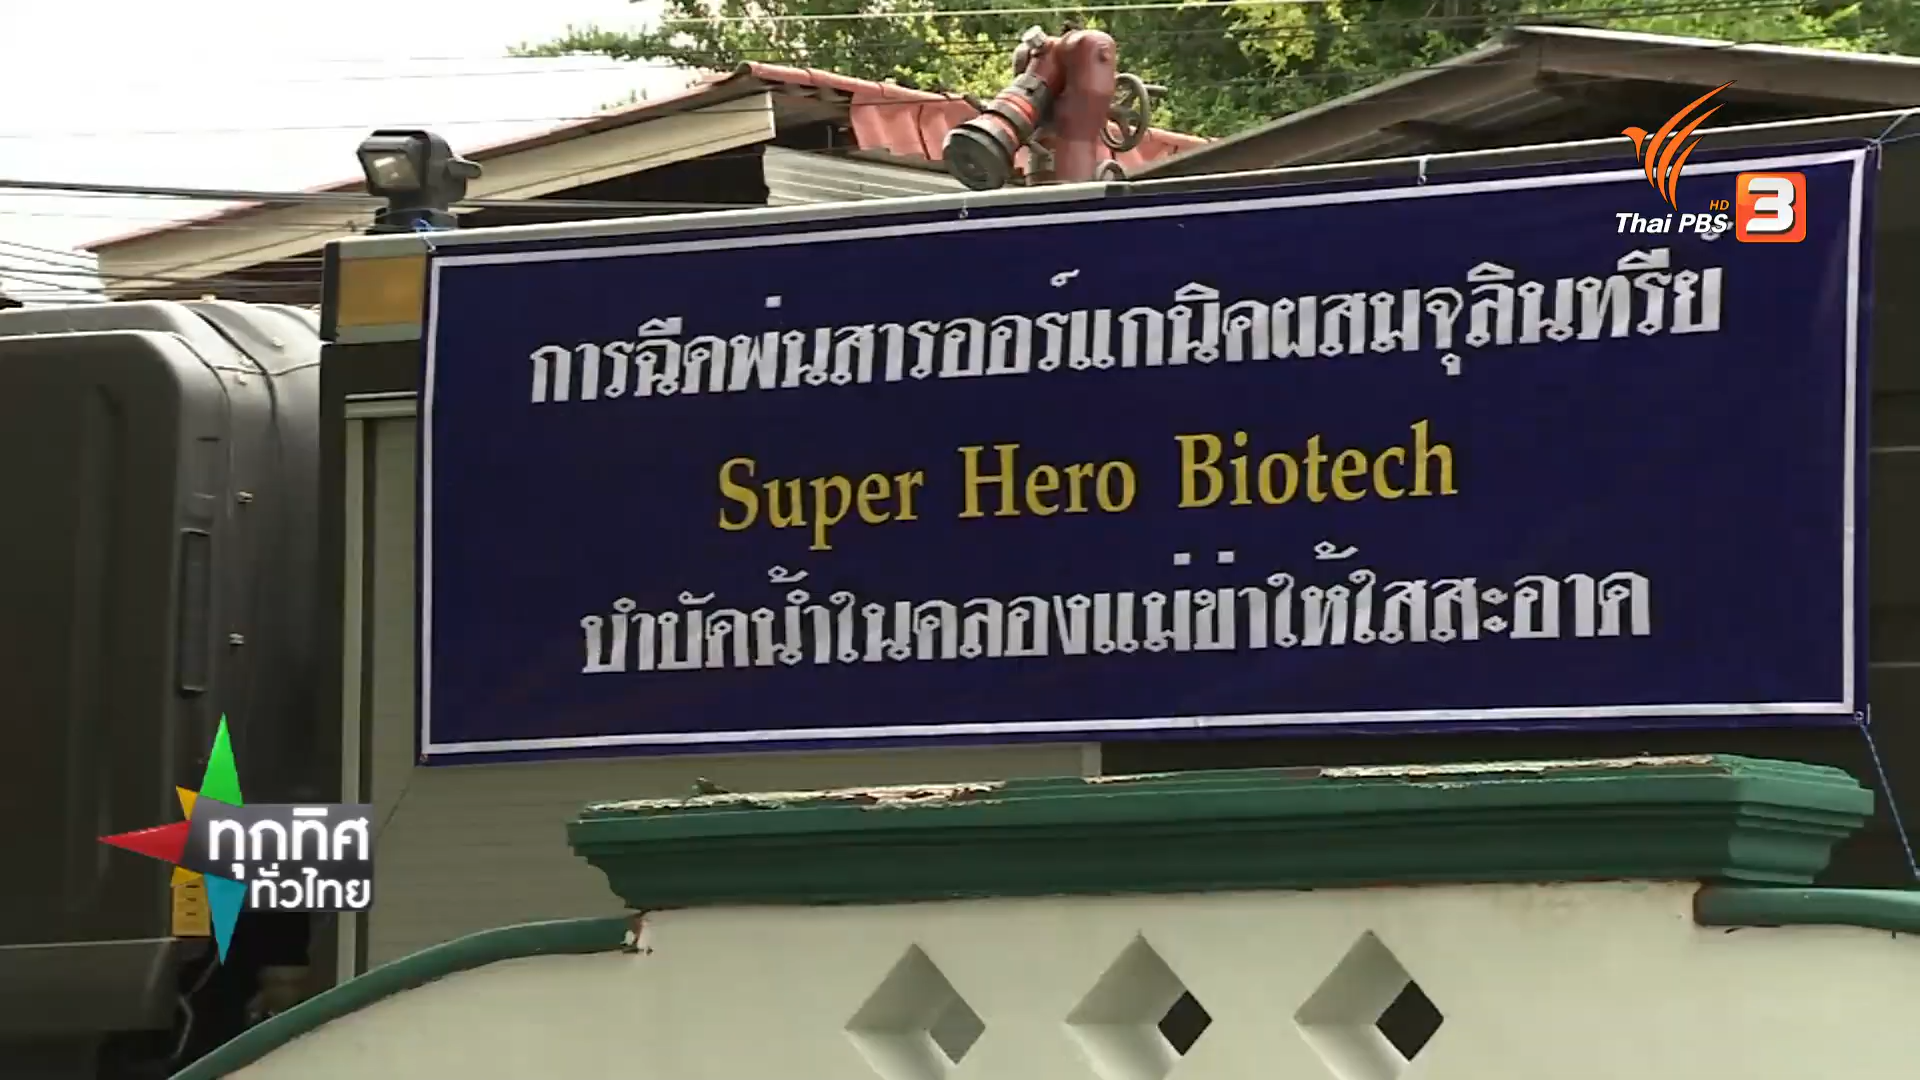 HD
Thai PBS 3
การฉีดพ่นสารออร์แกนิคผสมจุลินทรีย์
Super Hero Biotech
บำบัดน้ำในคลองแม่ข่าให้ใสสะอาด
ทุกทิศ
ทั่วไทย